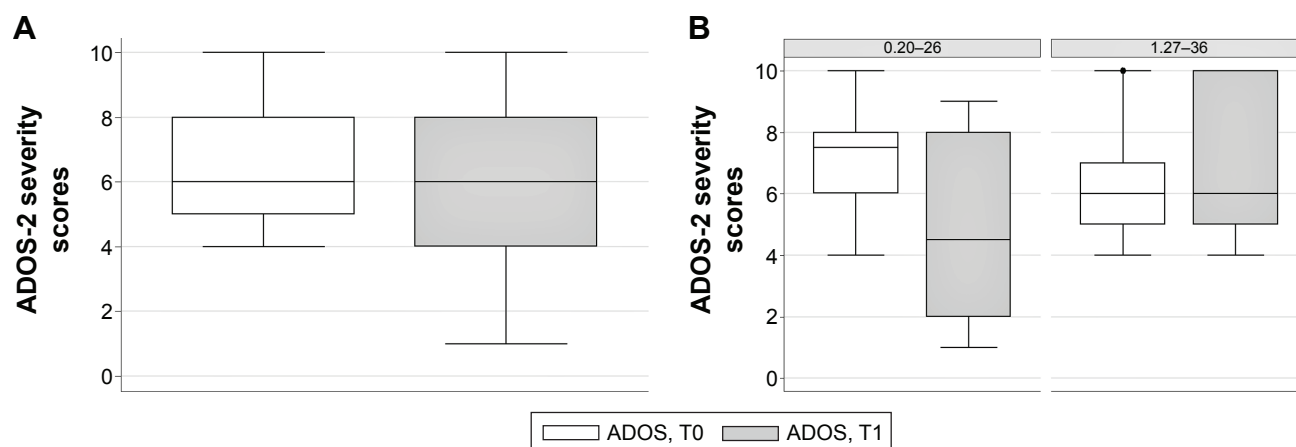 A
ADOS-2 severity
scores
10
8
6
4
2
0
B
ADOS-2 severity
scores
0.20–26
1.27–36
10
8
6
4
2
0
ADOS, T0
ADOS, T1